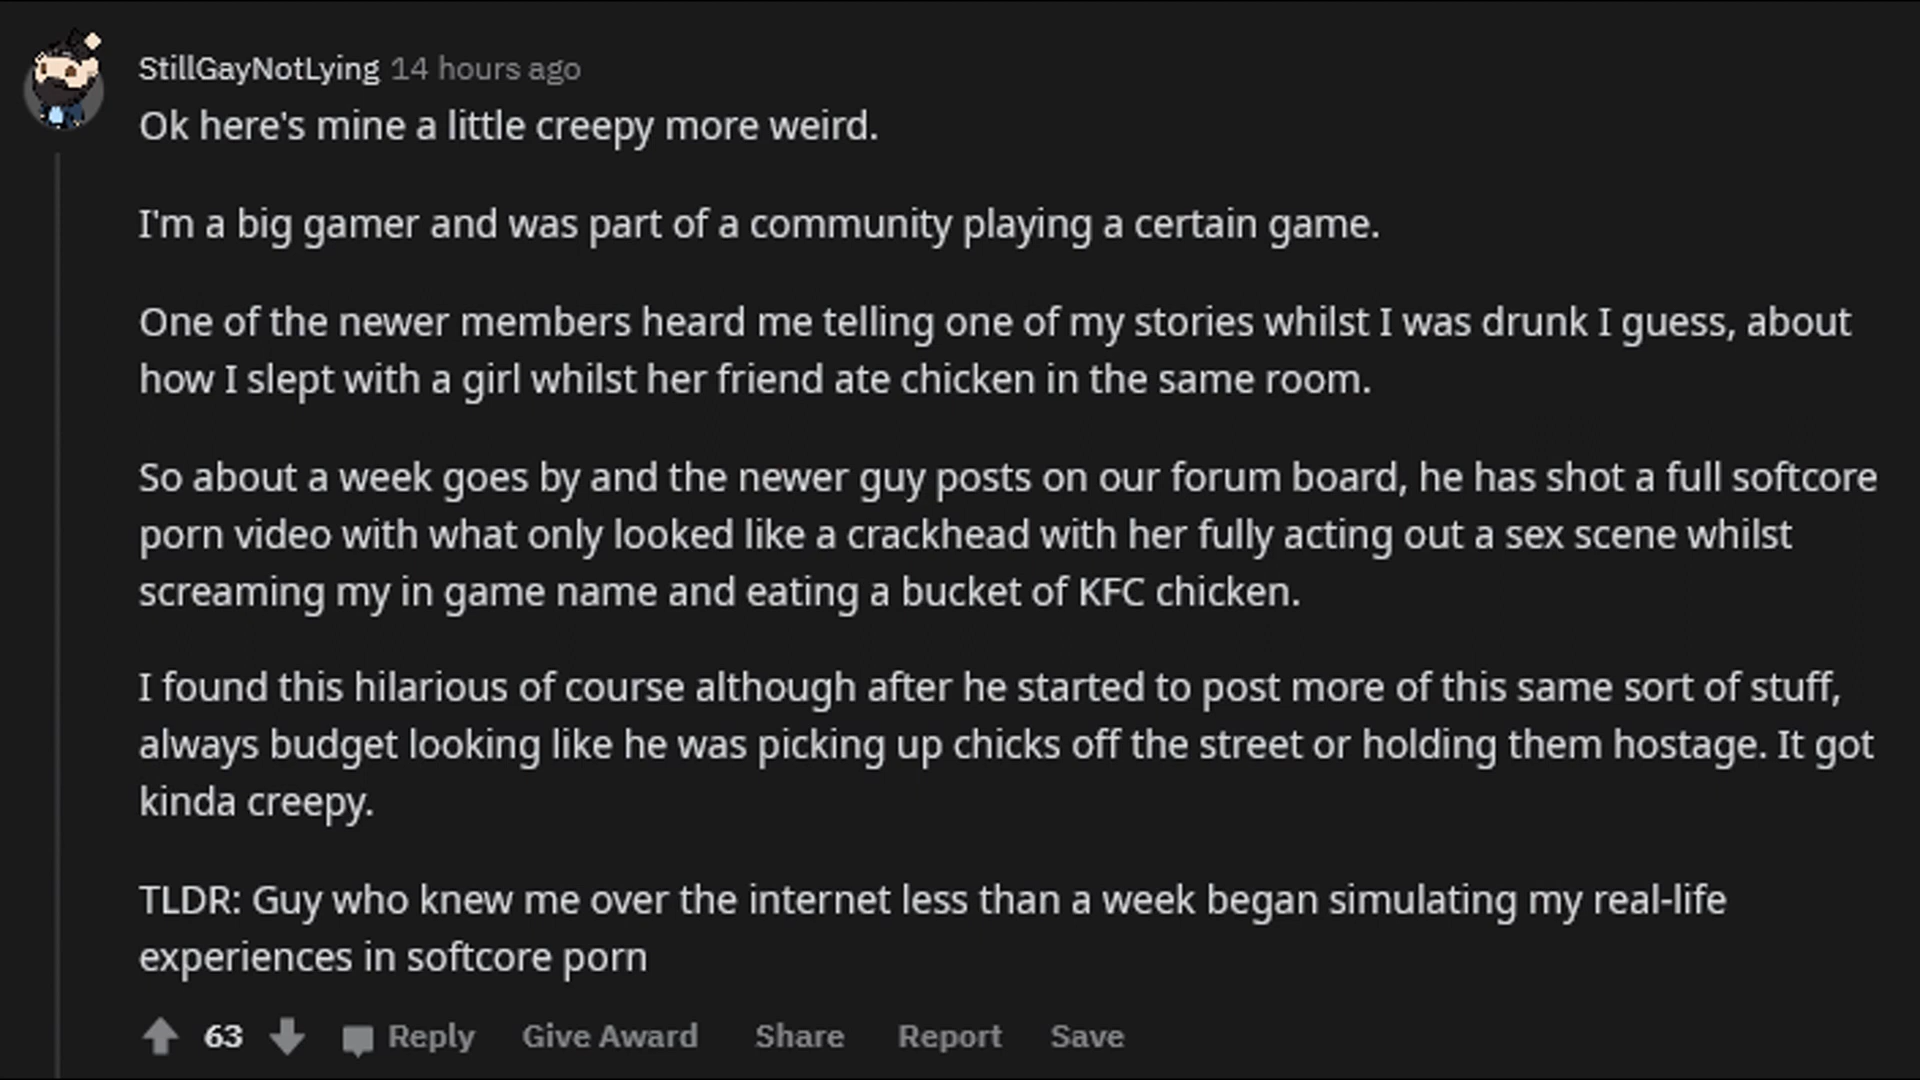 StillGayNotLying 14 hours ago
Ok here's mine a little creepy more weird.
I'm a big gamer and was part of a community playing a certain game.
One of the newer members heard me telling one of my stories whilst I was drunk I guess, about
how I slept with a girl whilst her friend ate chicken in the same room.
So about a week goes by and the newer guy posts on our forum board, he has shot a full softcore
porn video with what only looked like a crackhead with her fully acting out a sex scene whilst
screaming my in game name and eating a bucket of KFC chicken.
I found this hilarious of course although after he started to post more of this same sort of stuff,
always budget looking like he was picking up chicks off the street or holding them hostage. It got
kinda creepy.
TLDR: Guy who knew me over the internet less than a week began simulating my real-life
experiences in softcore porn
63 Reply Give Award Share Report Save